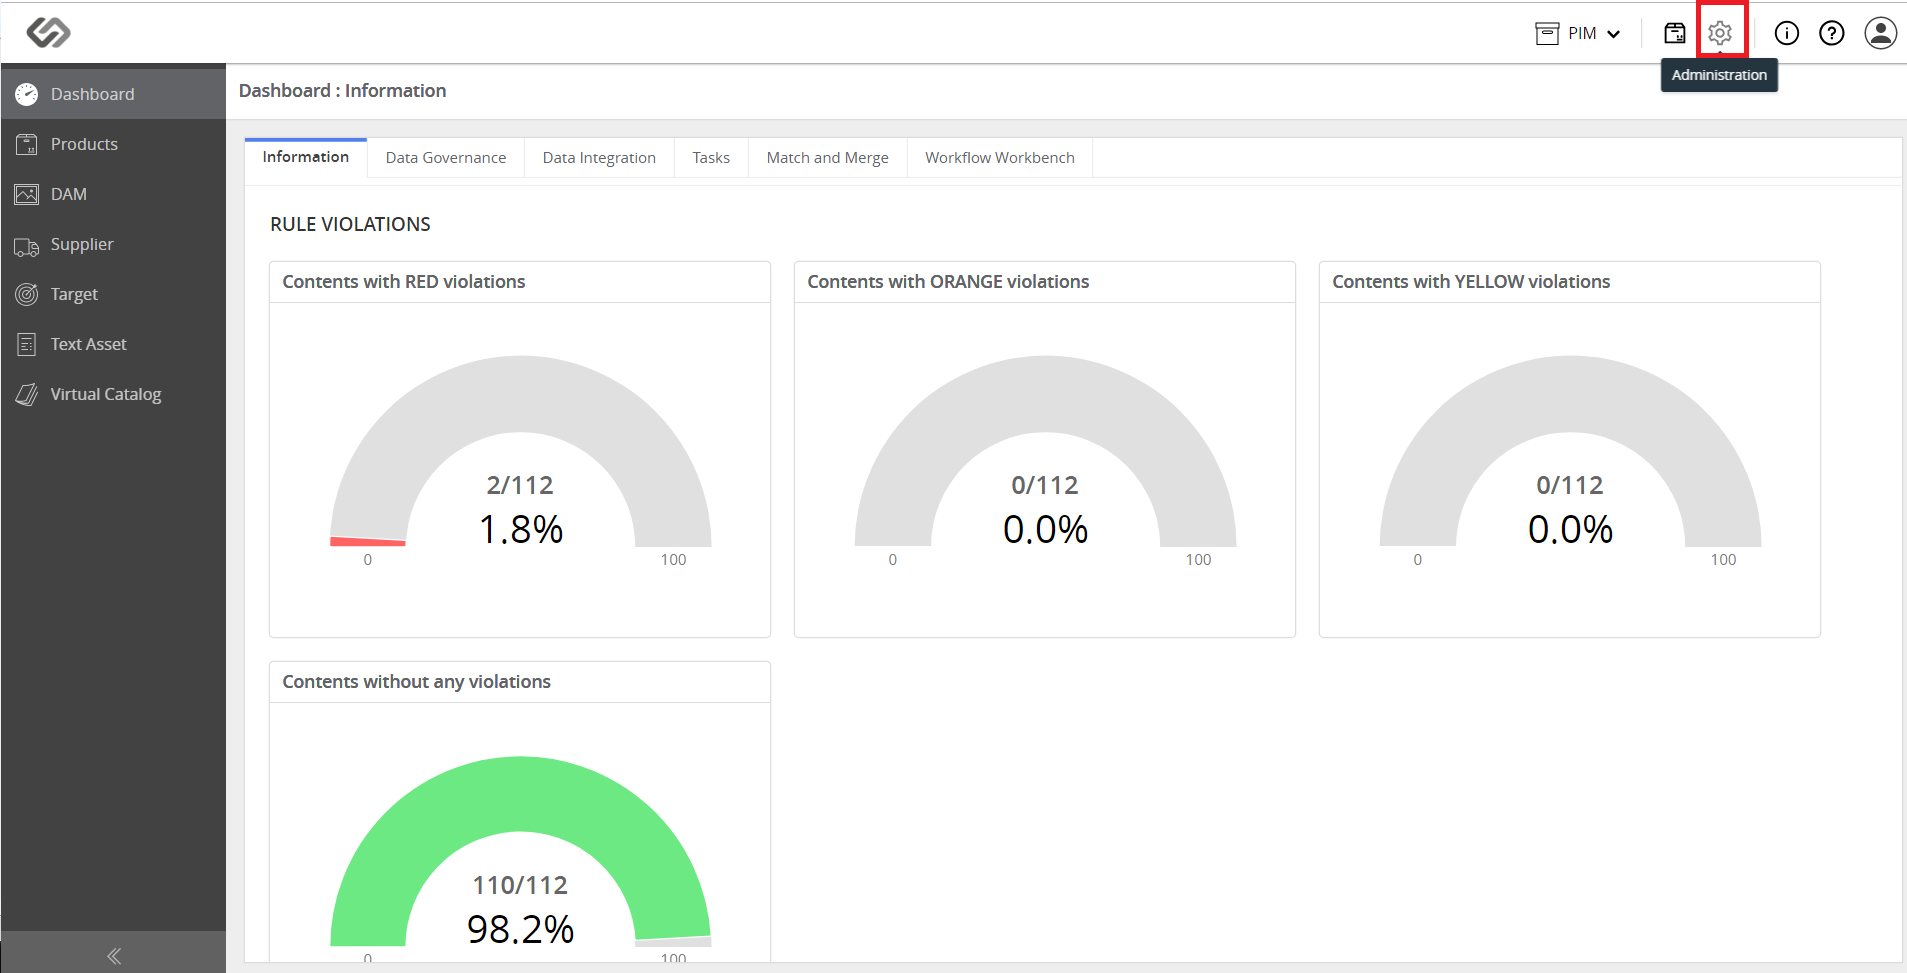 PIM
Administration
Dashboard
Products
DAM
Supplier
Target
Text Asset
Virtual Catalog
Dashboard : Information
Information
Data Governance
Data Integration
Tasks
Match and Merge
Workflow Workbench
RULE VIOLATIONS
Contents with RED violations
2/112
1.8%
0 100
Contents with ORANGE violations
0/112
0.0%
0 100
Contents with YELLOW violations
0/112
0.0%
0 100
Contents without any violations
110/112
98.2%
0 100